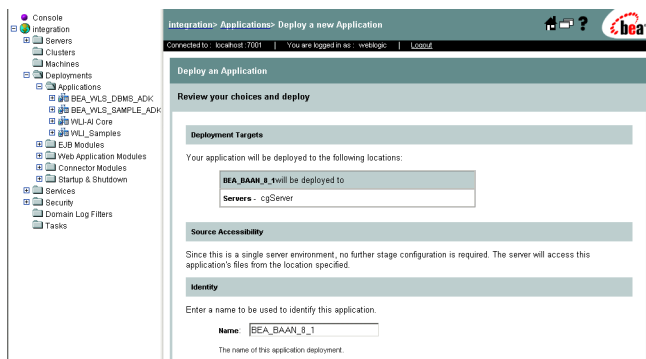 Console
integration
Servers
Clusters
Machines
Deployments
Applications
BEA_WLS_DBMS_ADK
BEA_WLS_SAMPLE_ADK
WLI-AI Core
WLI_Samples
EJB Modules
Web Application Modules
Connector Modules
Startup & Shutdown
Services
Security
Domain Log Filters
Tasks
integration> Applications> Deploy a new Application
? bea
Connected to : localhost :7001 | You are logged in as : weblogic | Logout
Deploy an Application
Review your choices and deploy
Deployment Targets
Your application will be deployed to the following locations:
BEA_BAAN_8_1will be deployed to
Servers - cgServer
Source Accessibility
Since this is a single server environment, no further stage configuration is required. The server will access this
application's files from the location specified.
Identity
Enter a name to be used to identify this application.
Name: BEA_BAAN_8_1
The name of this application deployment.